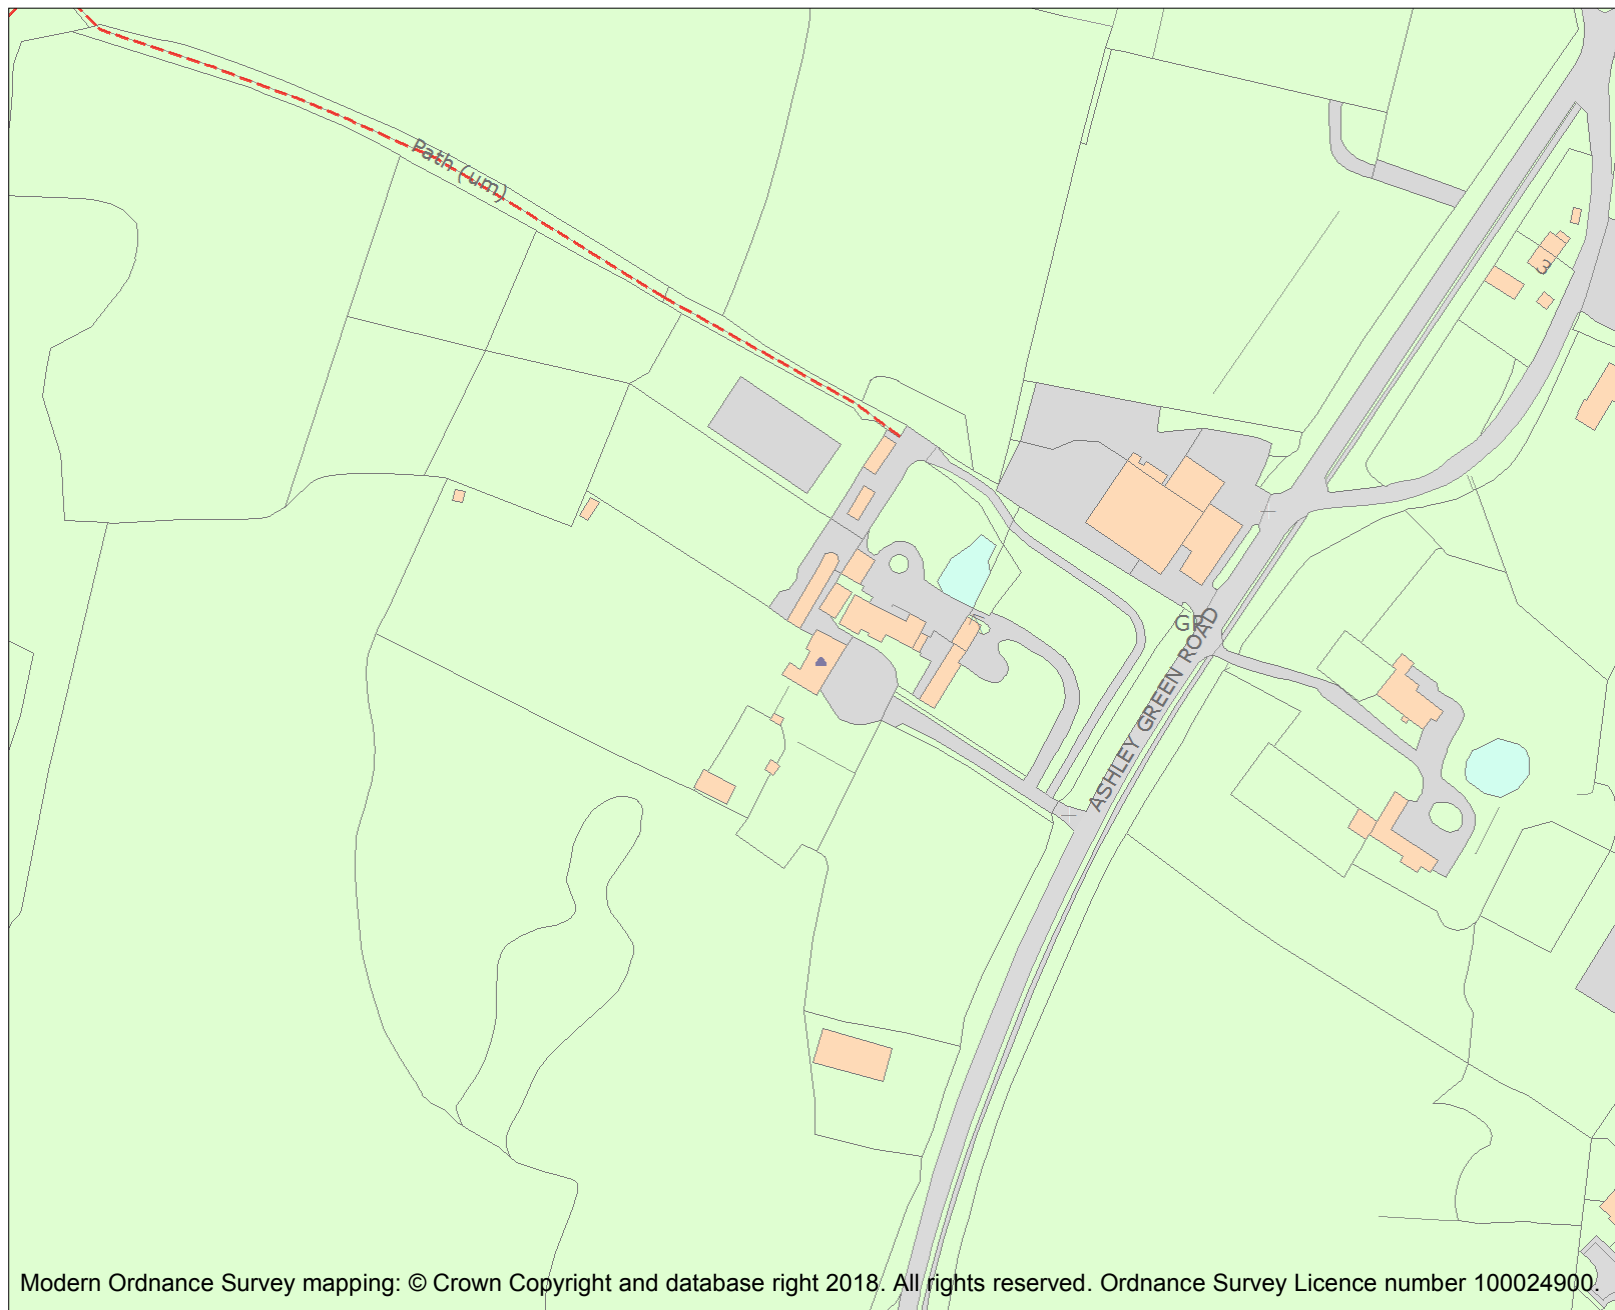 Path (um)
3
GP
ASHLEY GREEN ROAD
Modern Ordnance Survey mapping: © Crown Copyright and database right 2018. All rights reserved. Ordnance Survey Licence number 100024900.